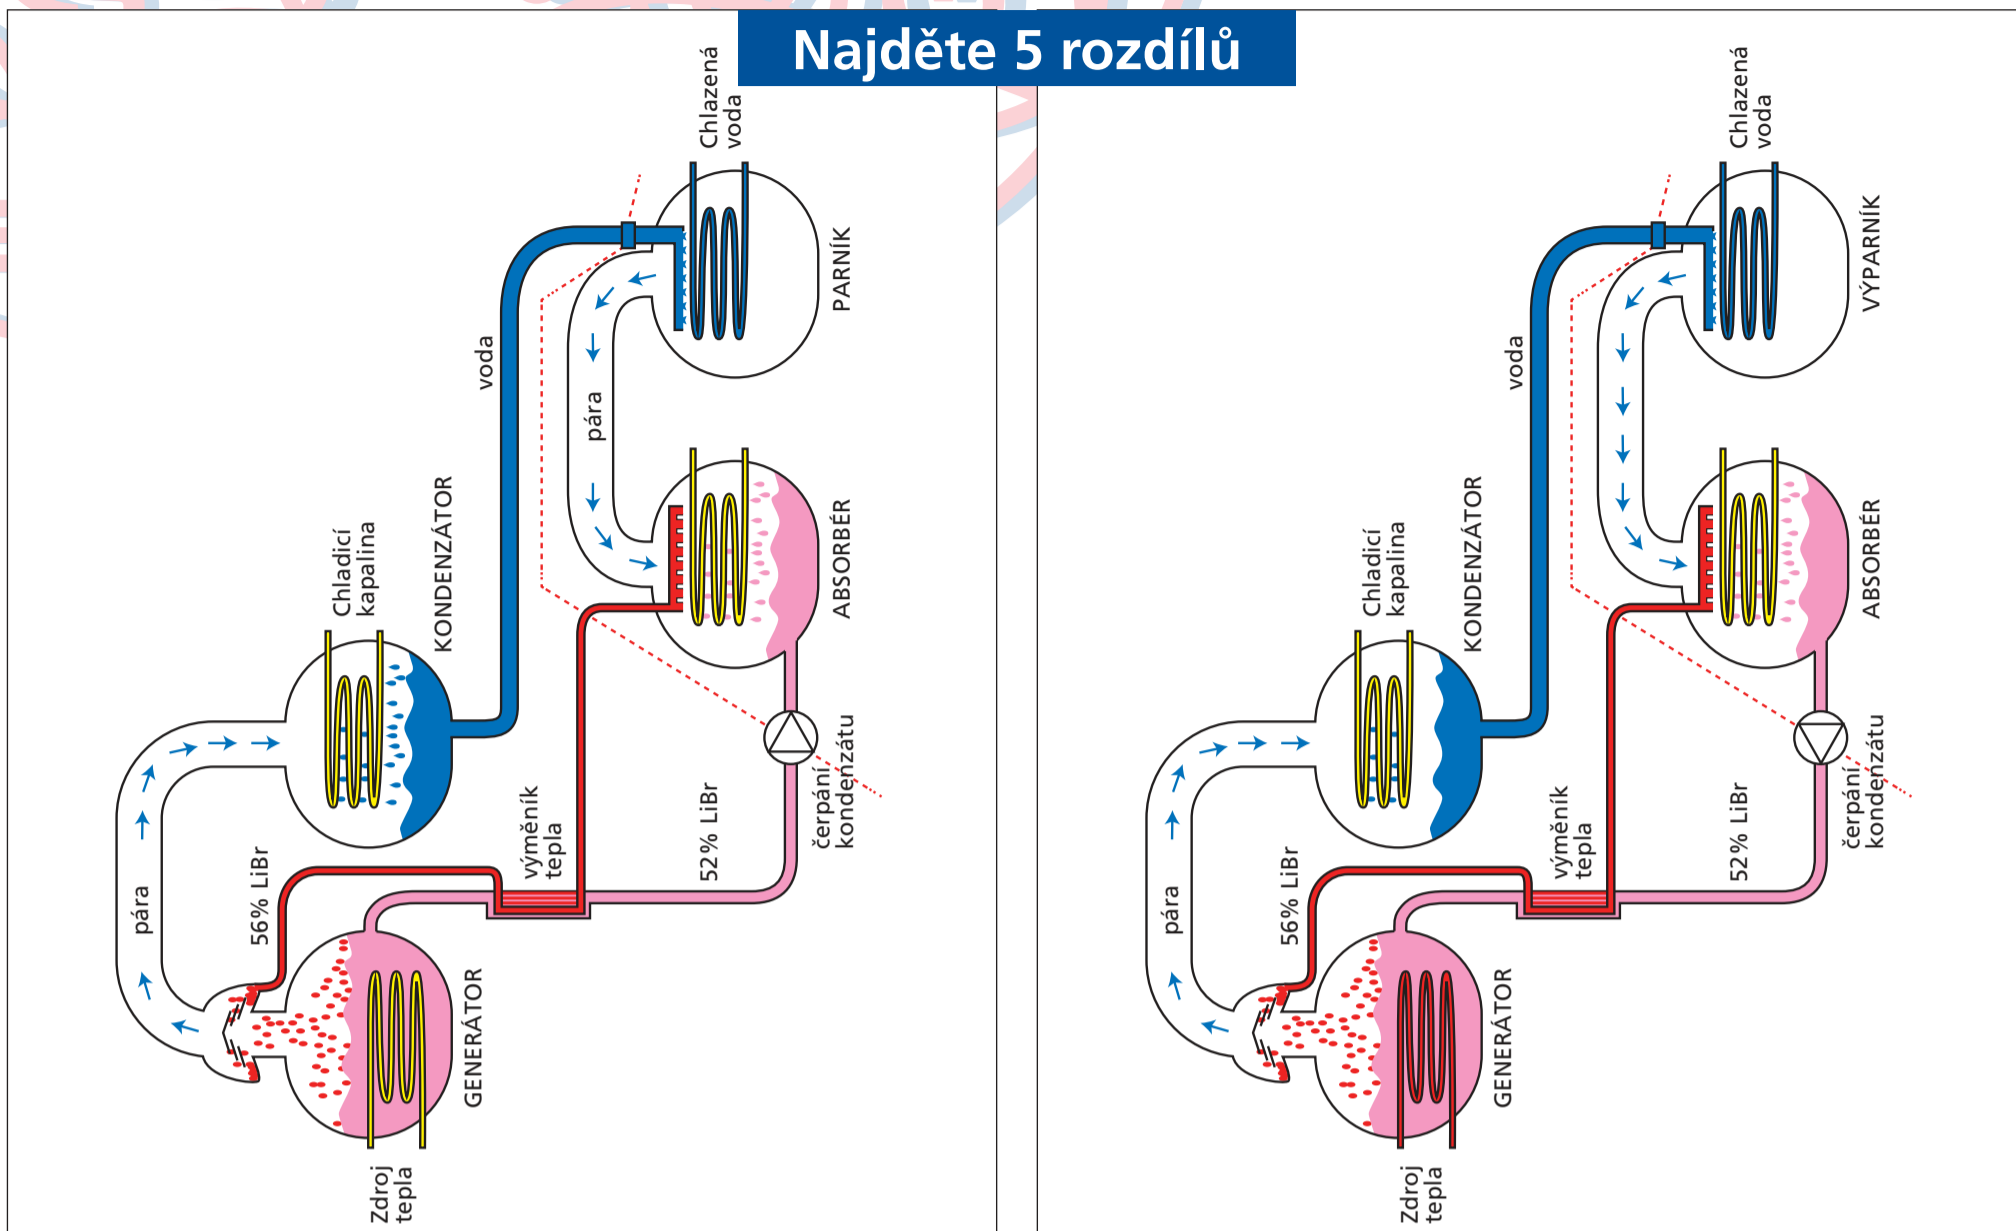 Najděte 5 rozdílů
Chlazená
voda
PARNÍK
voda
pára
KONDENZÁTOR
Chladicí
kapalina
ABSORBÉR
výměník
tepla
52% LiBr
čerpání
kondenzátu
56% LiBr
pára
GENERÁTOR
Zdroj
tepla
Chlazená
voda
VÝPARNÍK
voda
KONDENZÁTOR
Chladicí
kapalina
ABSORBÉR
výměník
tepla
52% LiBr
čerpání
kondenzátu
56% LiBr
pára
GENERÁTOR
Zdroj
tepla